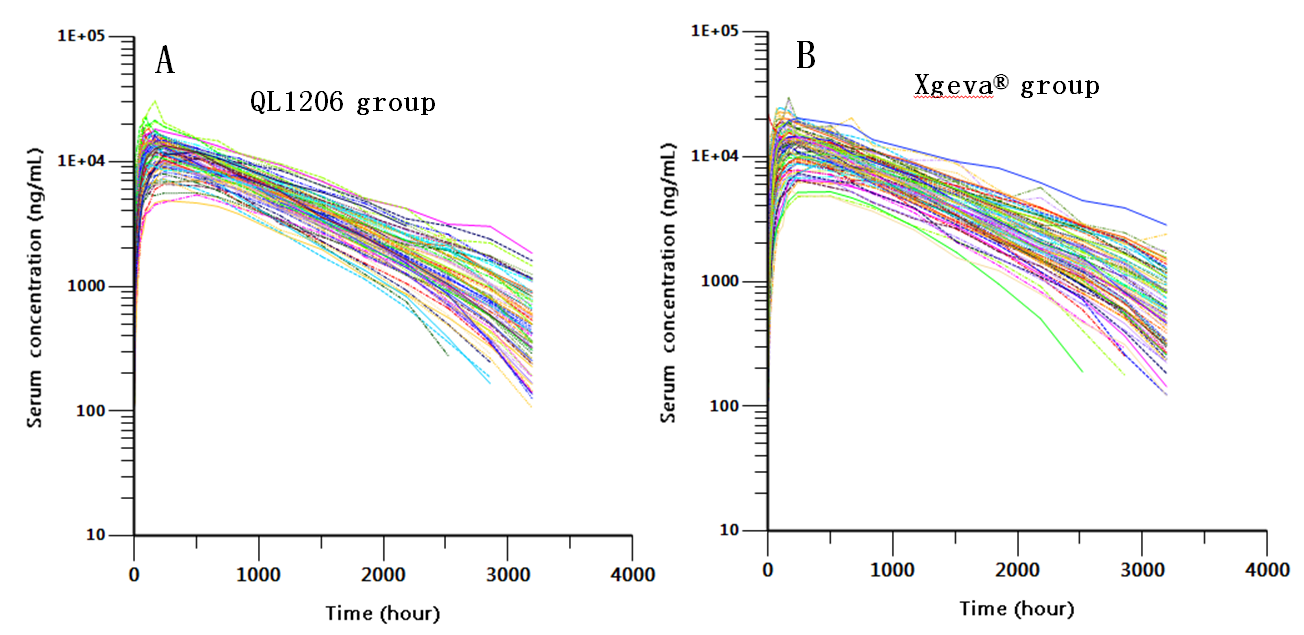 A
QL1206 group
1E+05
1E+04
1000
100
10
Serum concentration (ng/mL)
0
1000
2000
3000
4000
Time (hour)
B
Xgeva® group
1E+05
1E+04
1000
100
10
Serum concentration (ng/mL)
0
1000
2000
3000
4000
Time (hour)